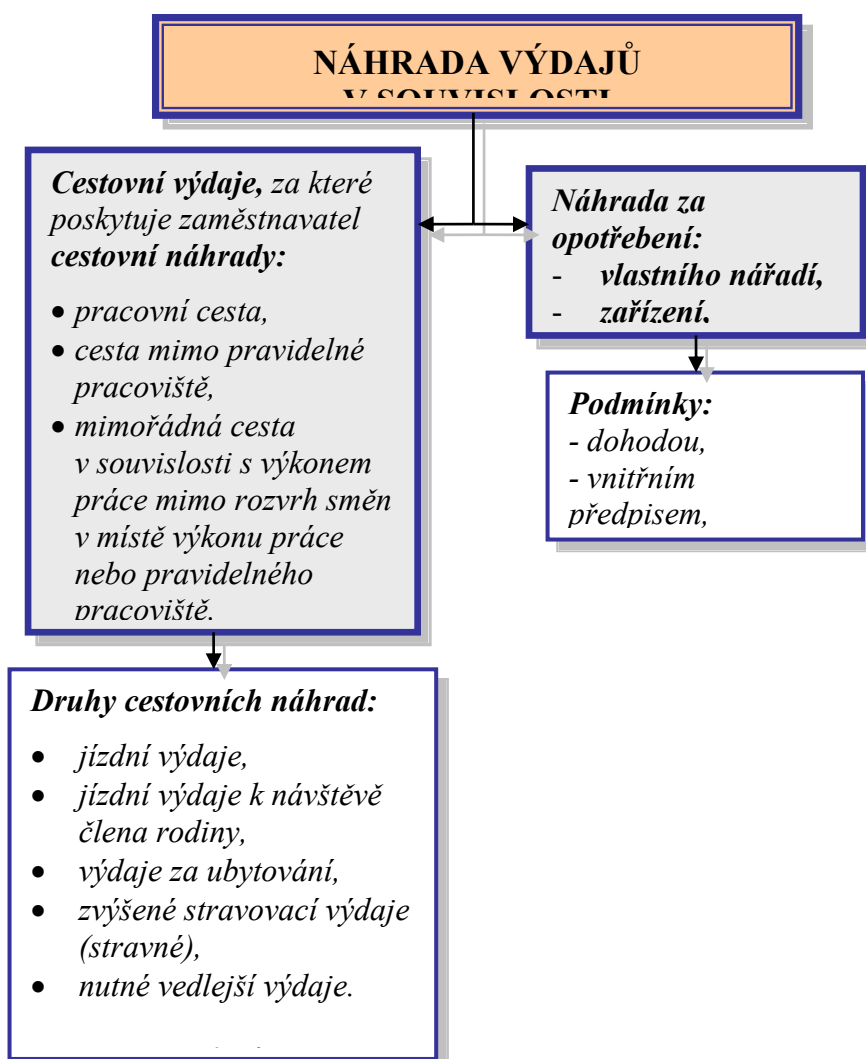 NÁHRADA VÝDAJŮ
V SOUVISLOSTI
Cestovní výdaje, za které
poskytuje zaměstnavatel
cestovní náhrady:
• pracovní cesta,
• cesta mimo pravidelné
pracoviště,
• mimořádná cesta
v souvislosti s výkonem
práce mimo rozvrh směn
v místě výkonu práce
nebo pravidelného
pracoviště.
Náhrada za
opotřebení:
- vlastního nářadí,
- zařízení,
Podmínky:
- dohodou,
- vnitřním
předpisem,
Druhy cestovních náhrad:
• jízdní výdaje,
• jízdní výdaje k návštěvě
člena rodiny,
• výdaje za ubytování,
• zvýšené stravovací výdaje
(stravné),
• nutné vedlejší výdaje.